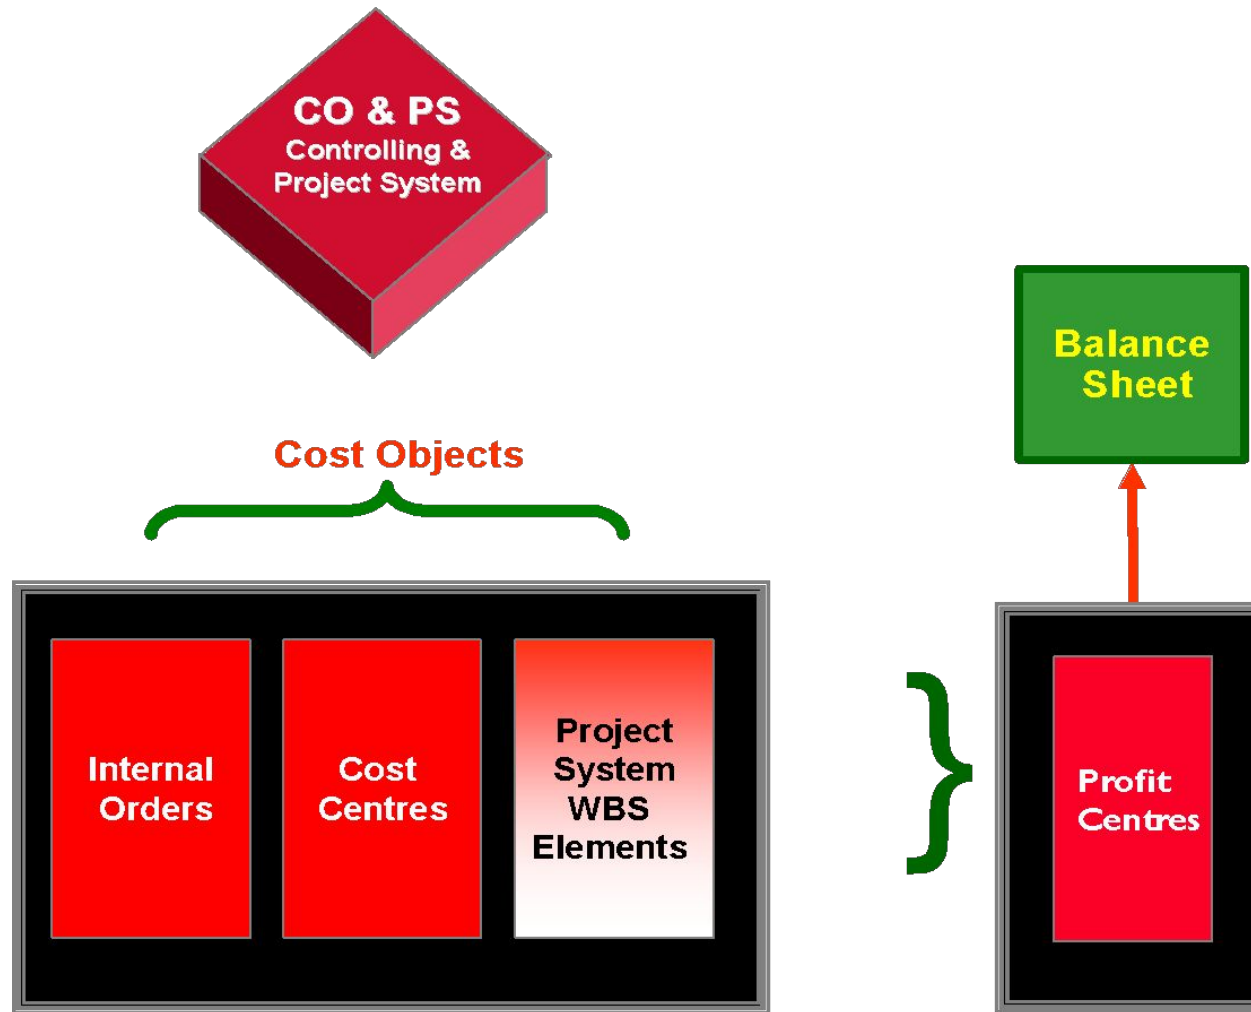 CO & PS
Controlling &
Project System
Balance
Sheet
Cost Objects
Internal
Orders
Cost
Centres
Project
System
WBS
Elements
Profit
Centres